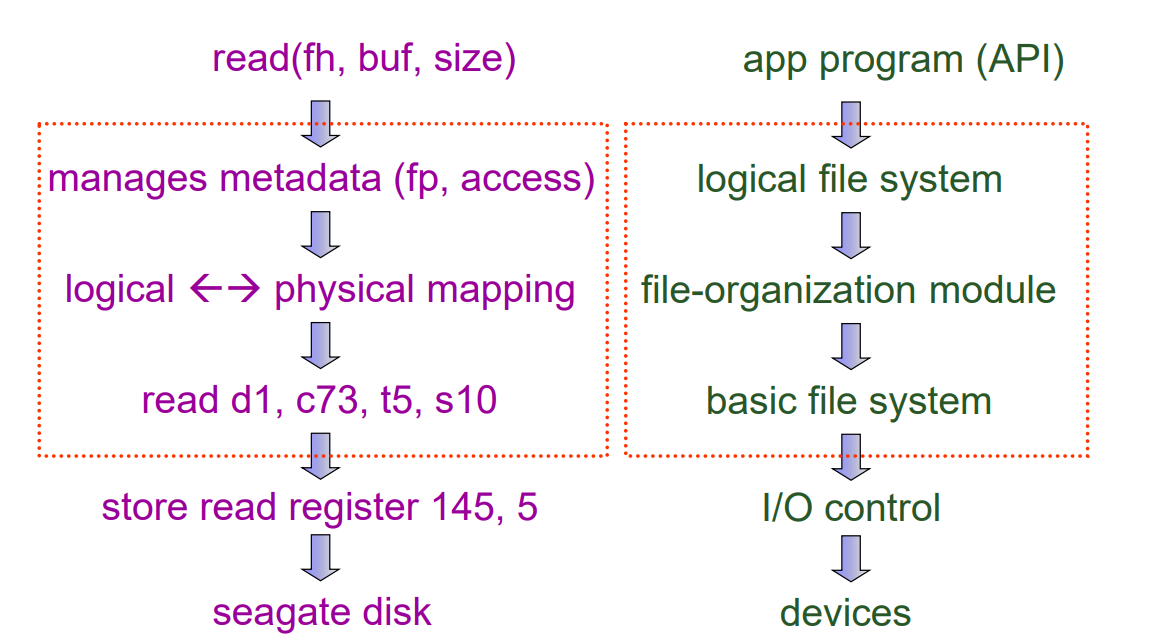 read(fh, buf, size)
manages metadata (fp, access)
logical ←→ physical mapping
read d1, c73, t5, s10
store read register 145, 5
seagate disk
app program (API)
logical file system
file-organization module
basic file system
I/O control
devices